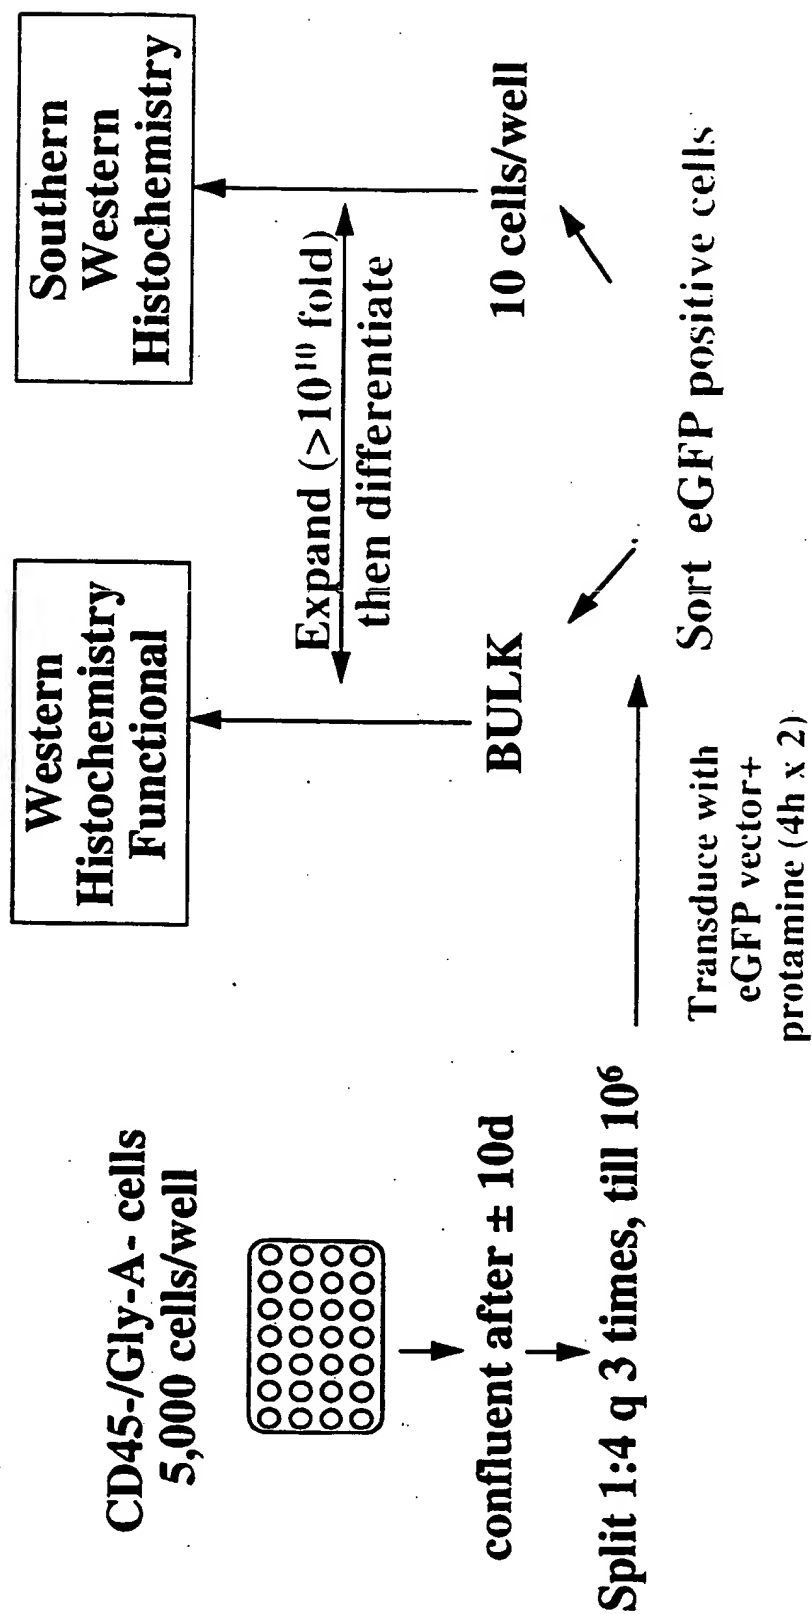 CD45-/Gly-A- cells
5,000 cells/well
confluent after ± 10d
Split 1:4 q 3 times, till 10⁶
Transduce with
eGFP vector+
protamine (4h x 2)
Sort eGFP positive cells
BULK
10 cells/well
Expand (>10¹⁰ fold)
then differentiate
Western
Histochemistry
Functional
Southern
Western
Histochemistry